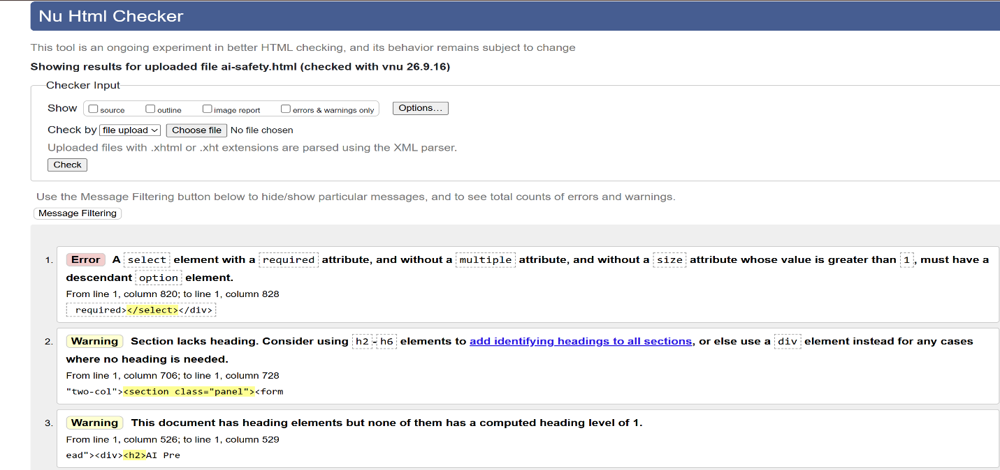 Nu Html Checker
This tool is an ongoing experiment in better HTML checking, and its behavior remains subject to change
Showing results for uploaded file ai-safety.html (checked with vnu 26.9.16)
Checker Input
Show source outline image report errors & warnings only Options...
Check by file upload Choose file No file chosen
Uploaded files with .xhtml or .xht extensions are parsed using the XML parser.
Check
Use the Message Filtering button below to hide/show particular messages, and to see total counts of errors and warnings.
Message Filtering
1. Error A select element with a required attribute, and without a multiple attribute, and without a size attribute whose value is greater than 1, must have a
descendant option element.
From line 1, column 820; to line 1, column 828
required></select></div>
2. Warning Section lacks heading. Consider using h2-h6 elements to add identifying headings to all sections, or else use a div element instead for any cases
where no heading is needed.
From line 1, column 706; to line 1, column 728
"two-col"><section class="panel"><form
3. Warning This document has heading elements but none of them has a computed heading level of 1.
From line 1, column 526; to line 1, column 529
ead"><div><h2>AI Pre